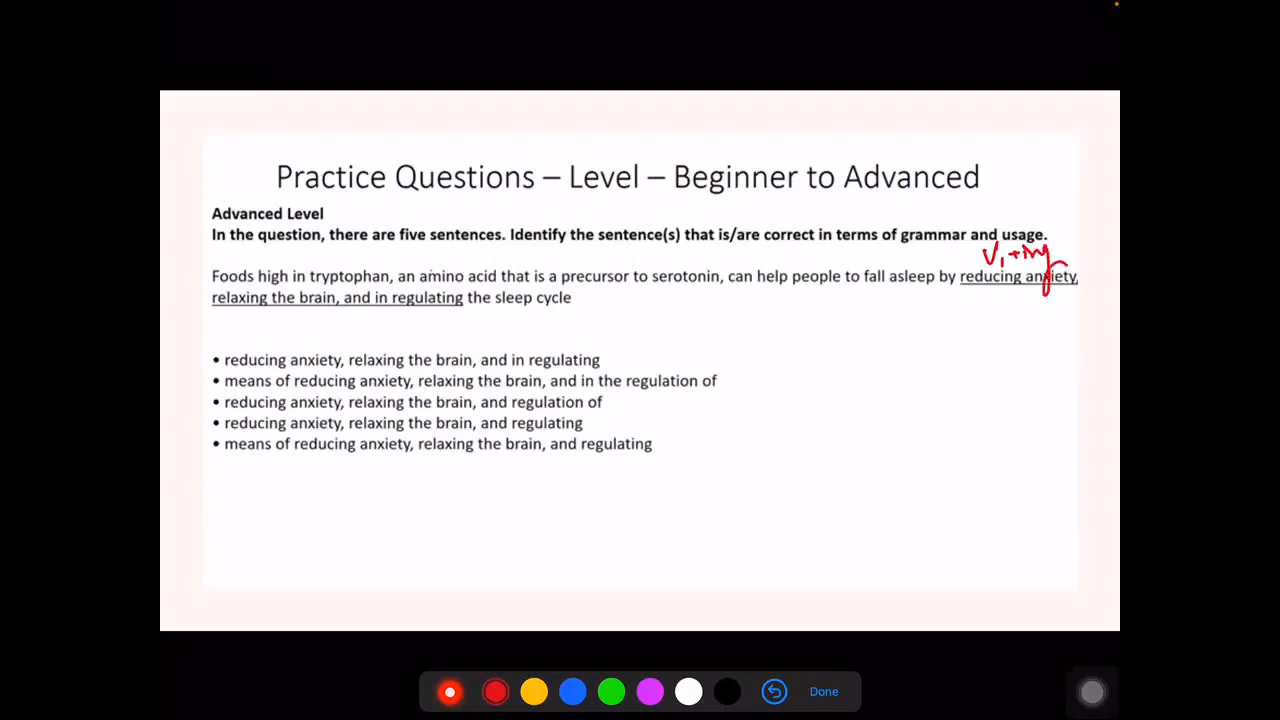 Practice Questions – Level – Beginner to Advanced
Advanced Level
In the question, there are five sentences. Identify the sentence(s) that is/are correct in terms of grammar and usage.
V1+ing
Foods high in tryptophan, an amino acid that is a precursor to serotonin, can help people to fall asleep by reducing anxiety,
relaxing the brain, and in regulating the sleep cycle
• reducing anxiety, relaxing the brain, and in regulating
• means of reducing anxiety, relaxing the brain, and in the regulation of
• reducing anxiety, relaxing the brain, and regulation of
• reducing anxiety, relaxing the brain, and regulating
• means of reducing anxiety, relaxing the brain, and regulating
Done